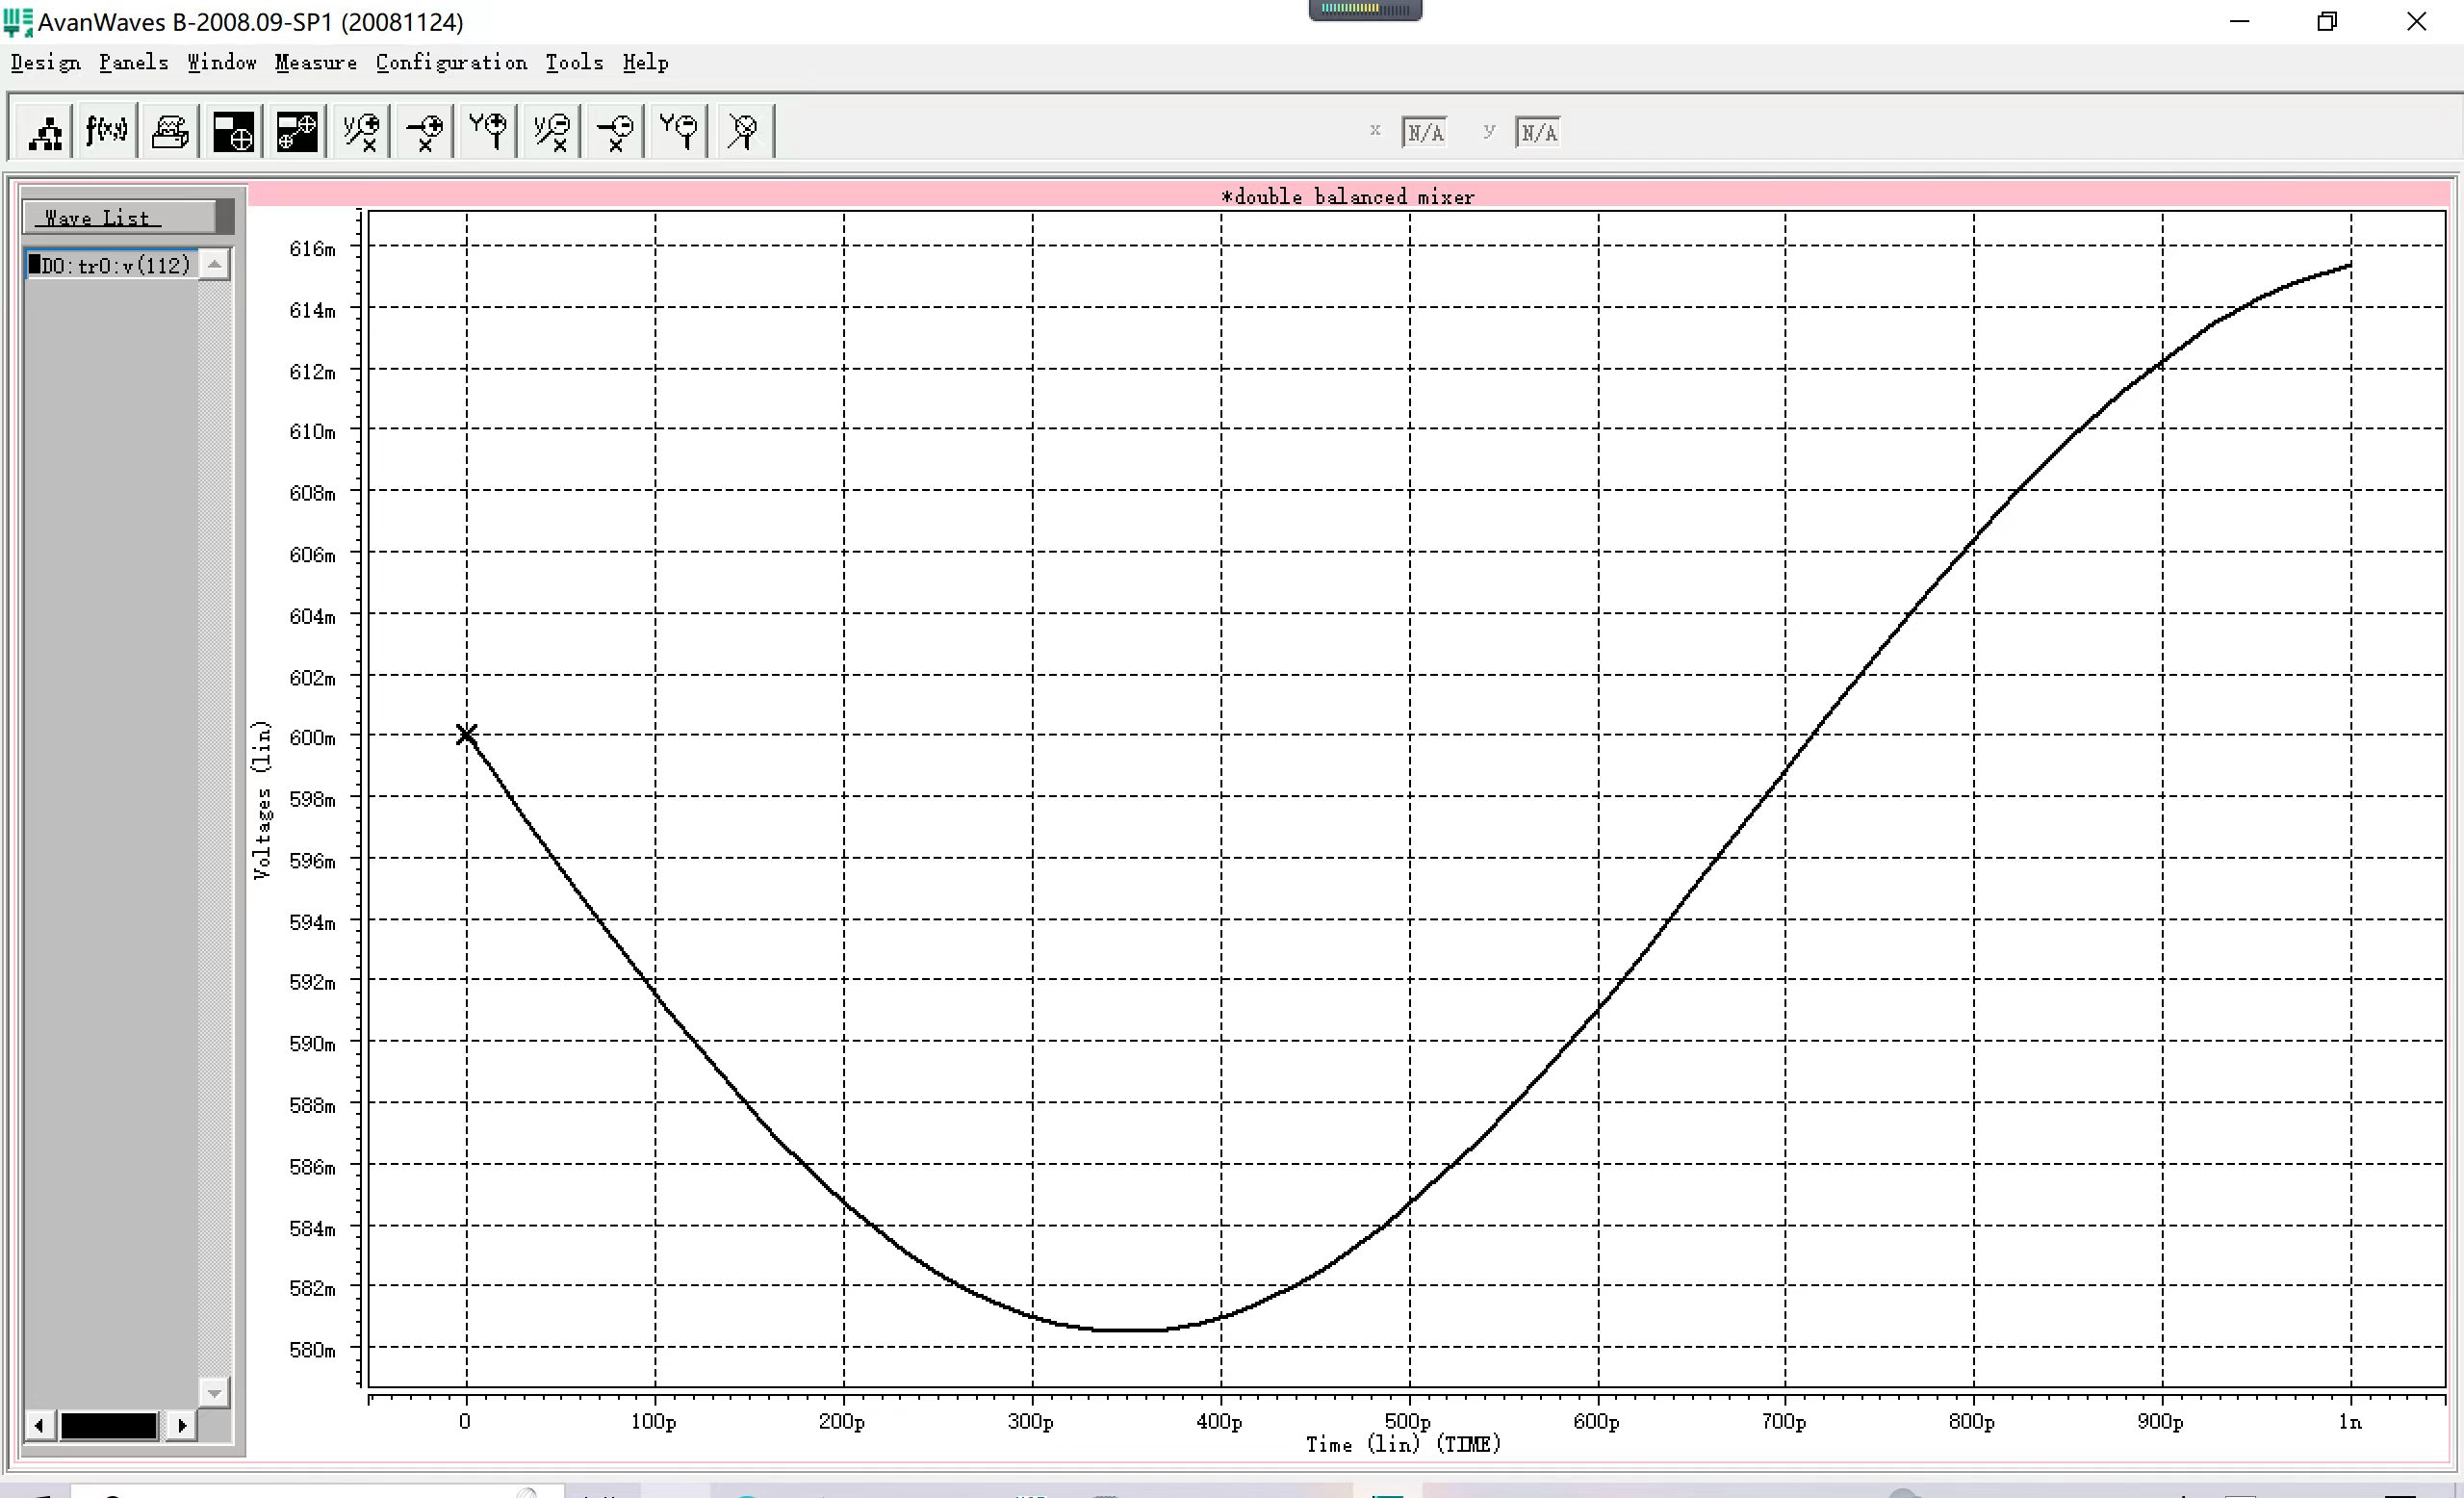 AvanWaves B-2008.09-SP1 (20081124)
Design Panels Window Measure Configuration Tools Help
f(x,y)
x N/A y N/A
*double balanced mixer
Wave List
D0:tr0:v(112)
Voltages (lin)
616m
614m
612m
610m
608m
606m
604m
602m
600m
598m
596m
594m
592m
590m
588m
586m
584m
582m
580m
0 100p 200p 300p 400p 500p 600p 700p 800p 900p 1n
Time (lin) (TIME)